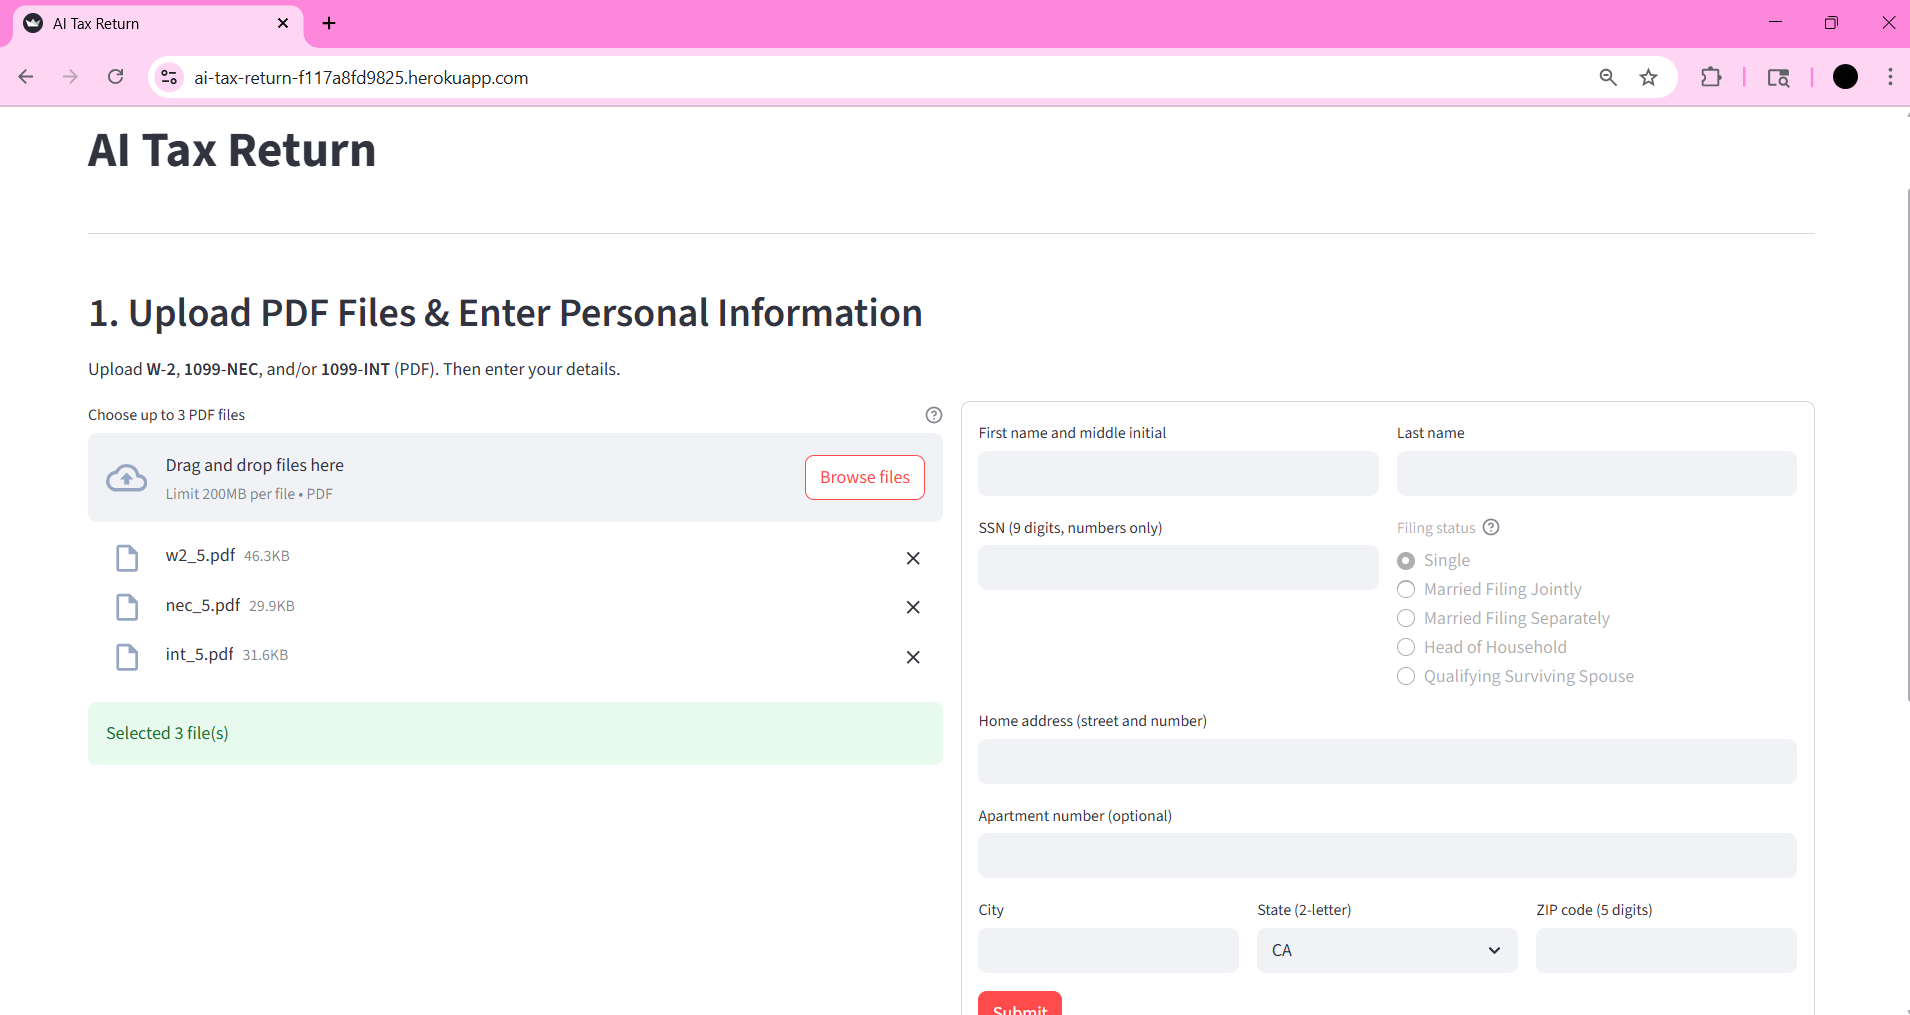 AI Tax Return
ai-tax-return-f117a8fd9825.herokuapp.com
AI Tax Return
1. Upload PDF Files & Enter Personal Information
Upload W-2, 1099-NEC, and/or 1099-INT (PDF). Then enter your details.
Choose up to 3 PDF files
Drag and drop files here
Limit 200MB per file • PDF
Browse files
w2_5.pdf 46.3KB
nec_5.pdf 29.9KB
int_5.pdf 31.6KB
Selected 3 file(s)
First name and middle initial
Last name
SSN (9 digits, numbers only)
Filing status
Single
Married Filing Jointly
Married Filing Separately
Head of Household
Qualifying Surviving Spouse
Home address (street and number)
Apartment number (optional)
City
State (2-letter)
ZIP code (5 digits)
CA
Submit